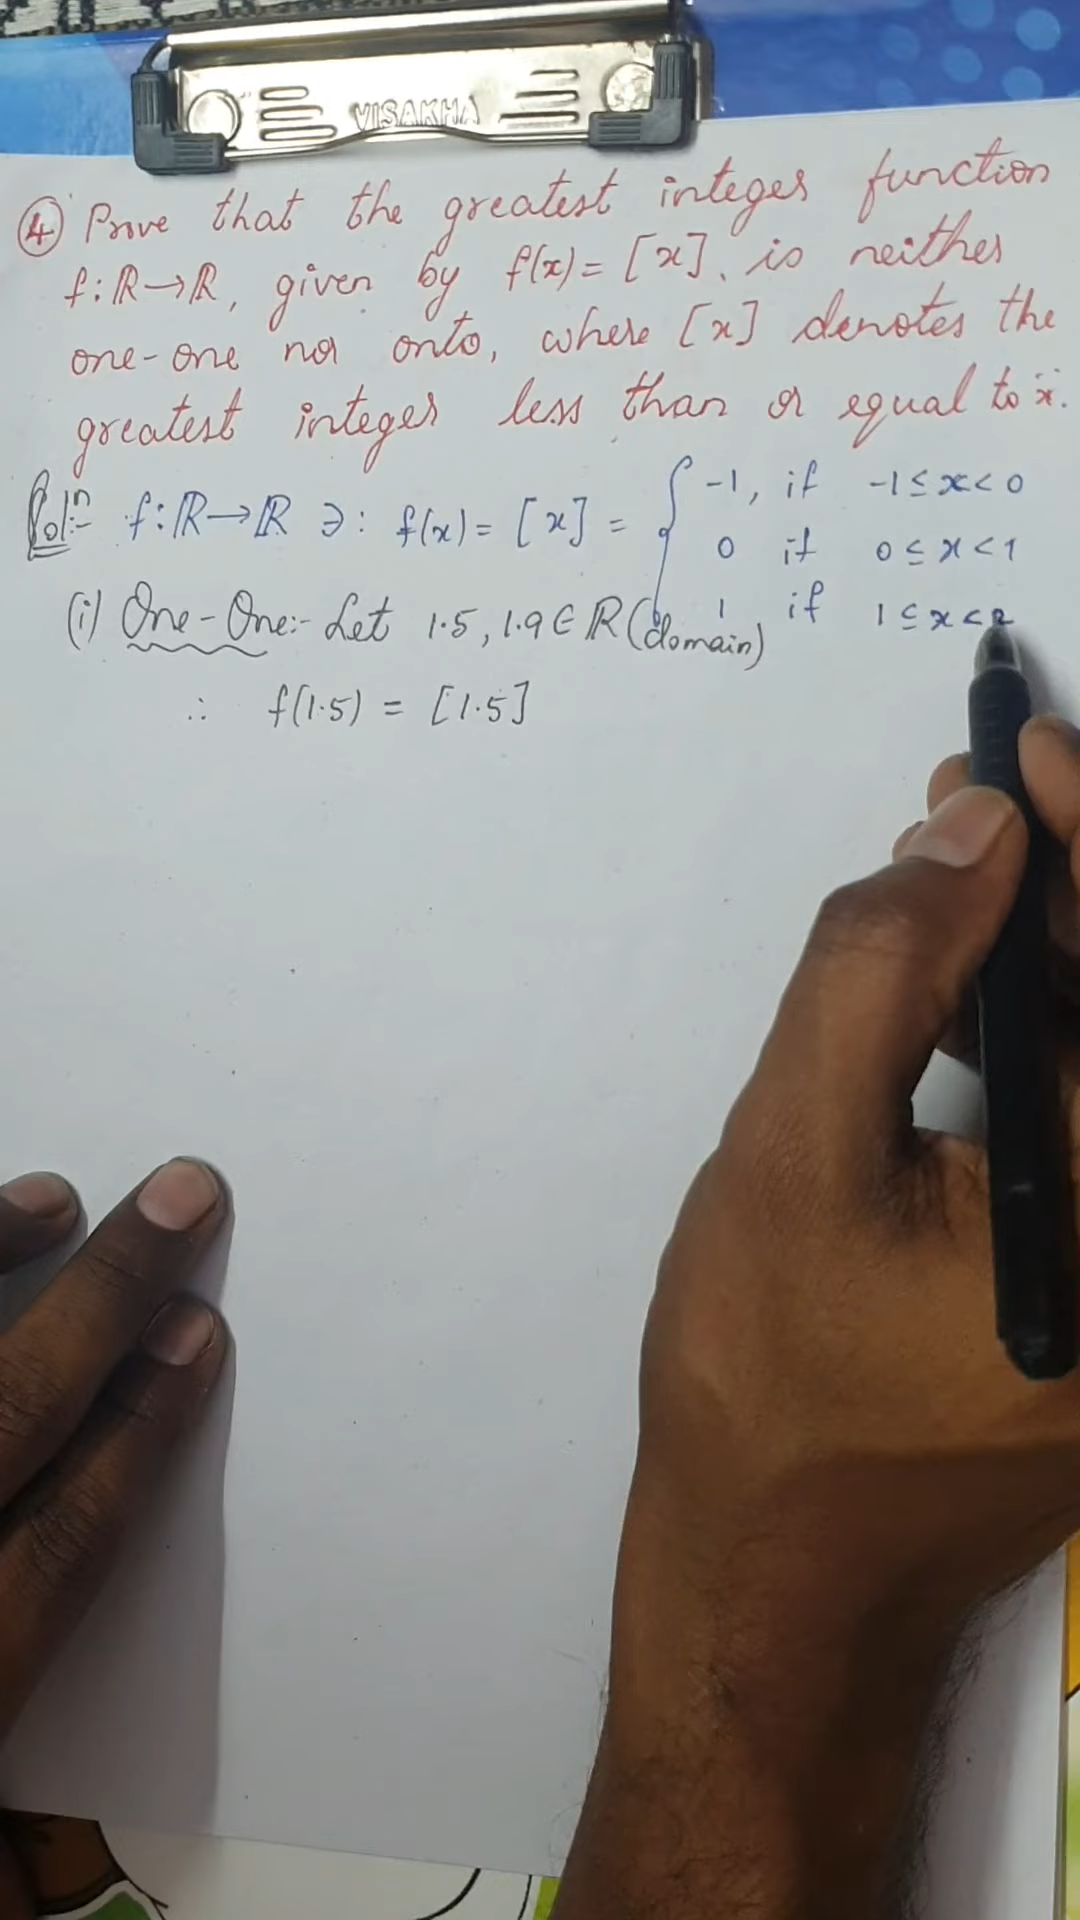 VISAKHA
④ Prove that the greatest integer function
f:ℝ→ℝ, given by f(x)=[x], is neither
one-one nor onto, where [x] denotes the
greatest integer less than or equal to x.
Solⁿ:- f:ℝ→ℝ ∋: f(x)=[x]= { -1, if -1≤x<0
0 if 0≤x<1
1 if 1≤x<2
(i) One-One:- Let 1.5, 1.9∈ℝ(domain)
∴ f(1.5) = [1.5]